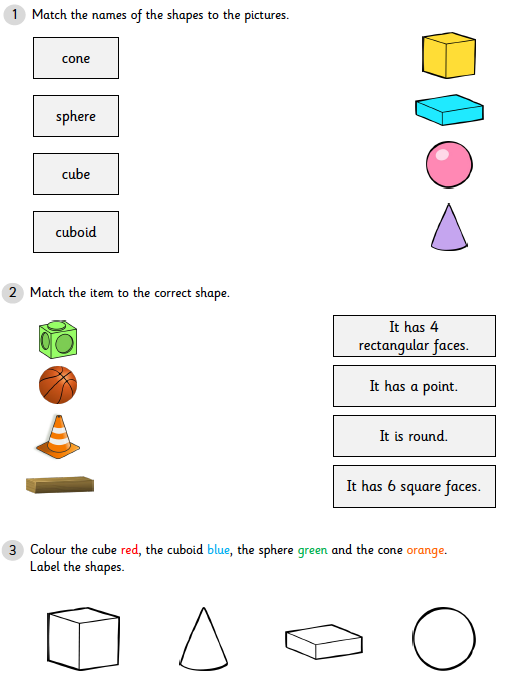 1 Match the names of the shapes to the pictures.
cone
sphere
cube
cuboid
2 Match the item to the correct shape.
It has 4
rectangular faces.
It has a point.
It is round.
It has 6 square faces.
3 Colour the cube red, the cuboid blue, the sphere green and the cone orange.
Label the shapes.